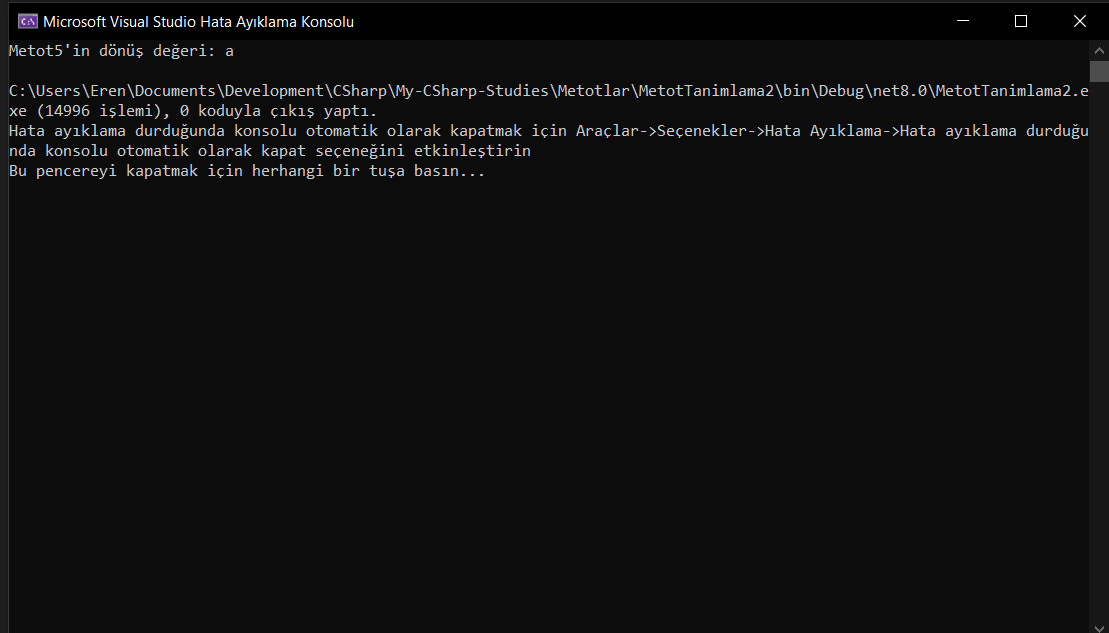 Microsoft Visual Studio Hata Ayıklama Konsolu
Metot5'in dönüş değeri: a
C:\Users\Eren\Documents\Development\CSharp\My-CSharp-Studies\Metotlar\MetotTanimlama2\bin\Debug\net8.0\MetotTanimlama2.e
xe (14996 işlemi), 0 koduyla çıkış yaptı.
Hata ayıklama durduğunda konsolu otomatik olarak kapatmak için Araçlar->Seçenekler->Hata Ayıklama->Hata ayıklama durduğu
nda konsolu otomatik olarak kapat seçeneğini etkinleştirin
Bu pencereyi kapatmak için herhangi bir tuşa basın...